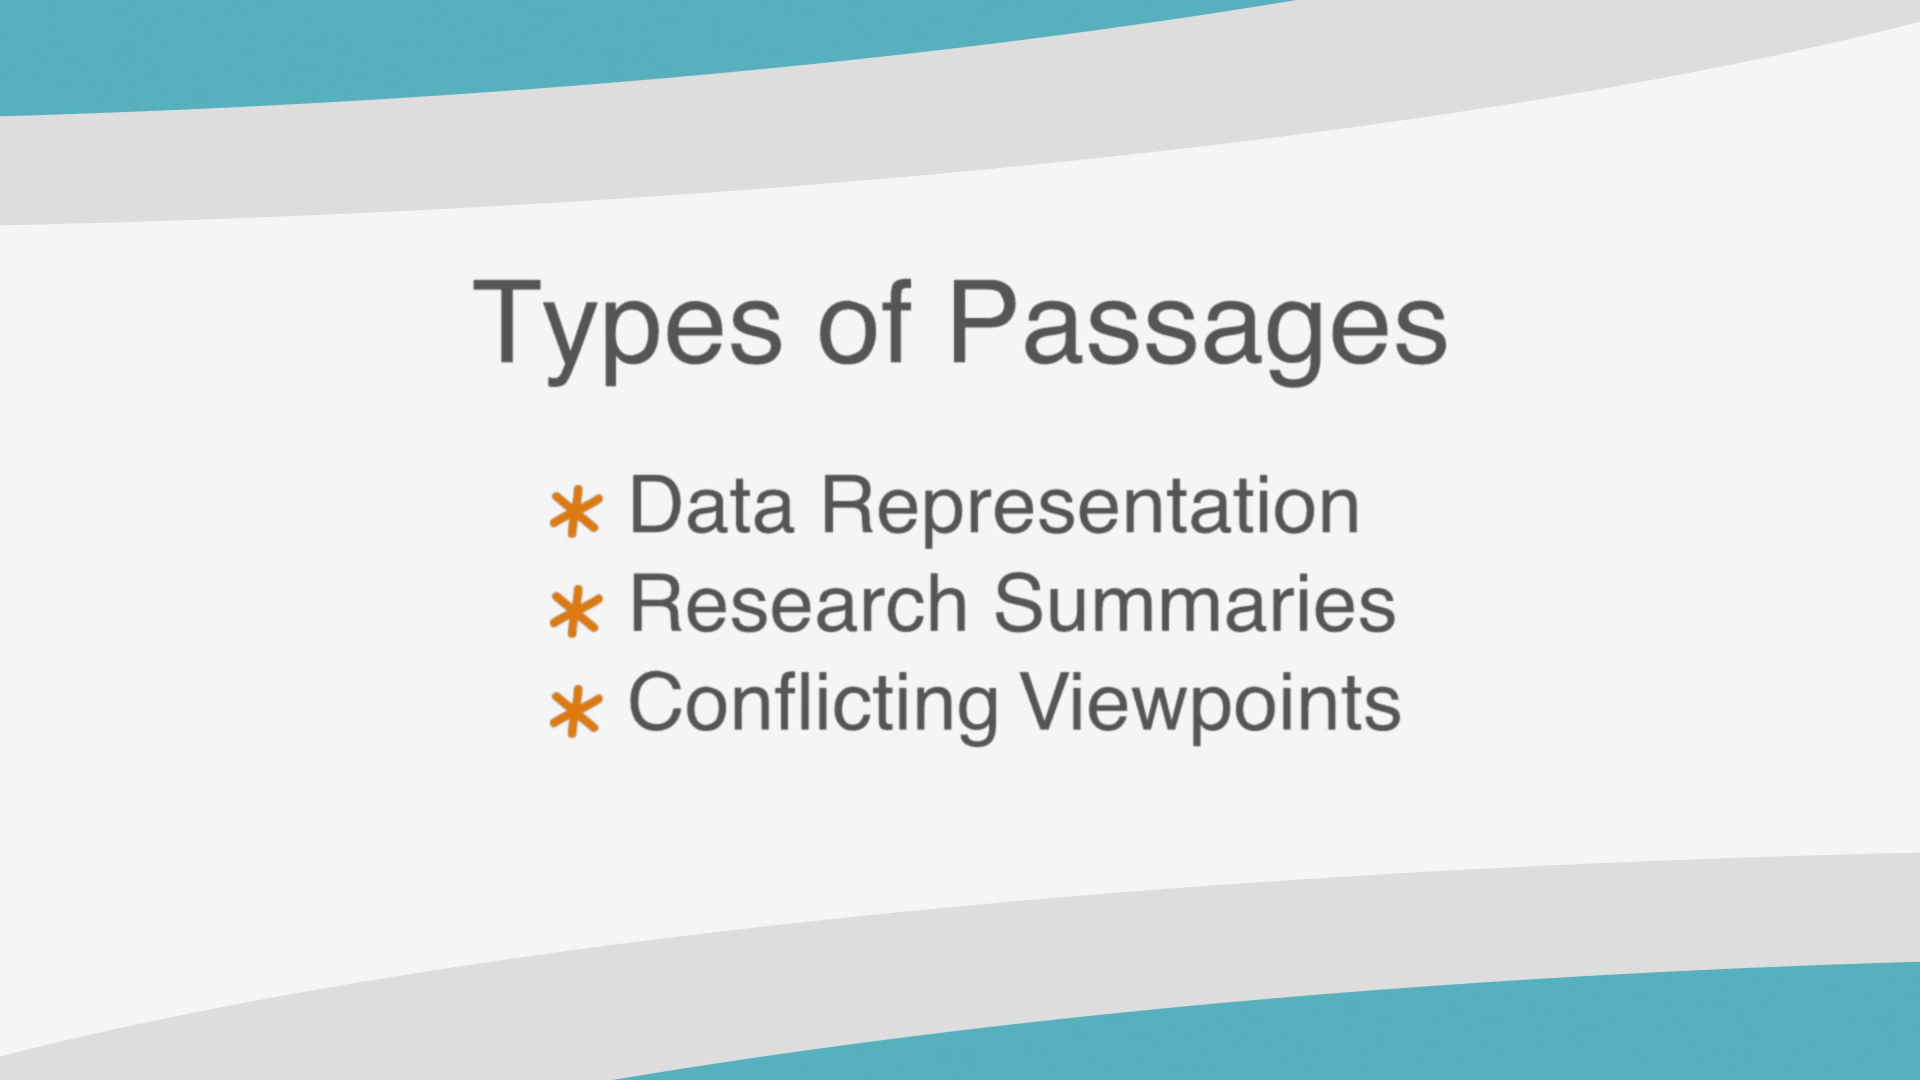 Types of Passages
* Data Representation
* Research Summaries
* Conflicting Viewpoints